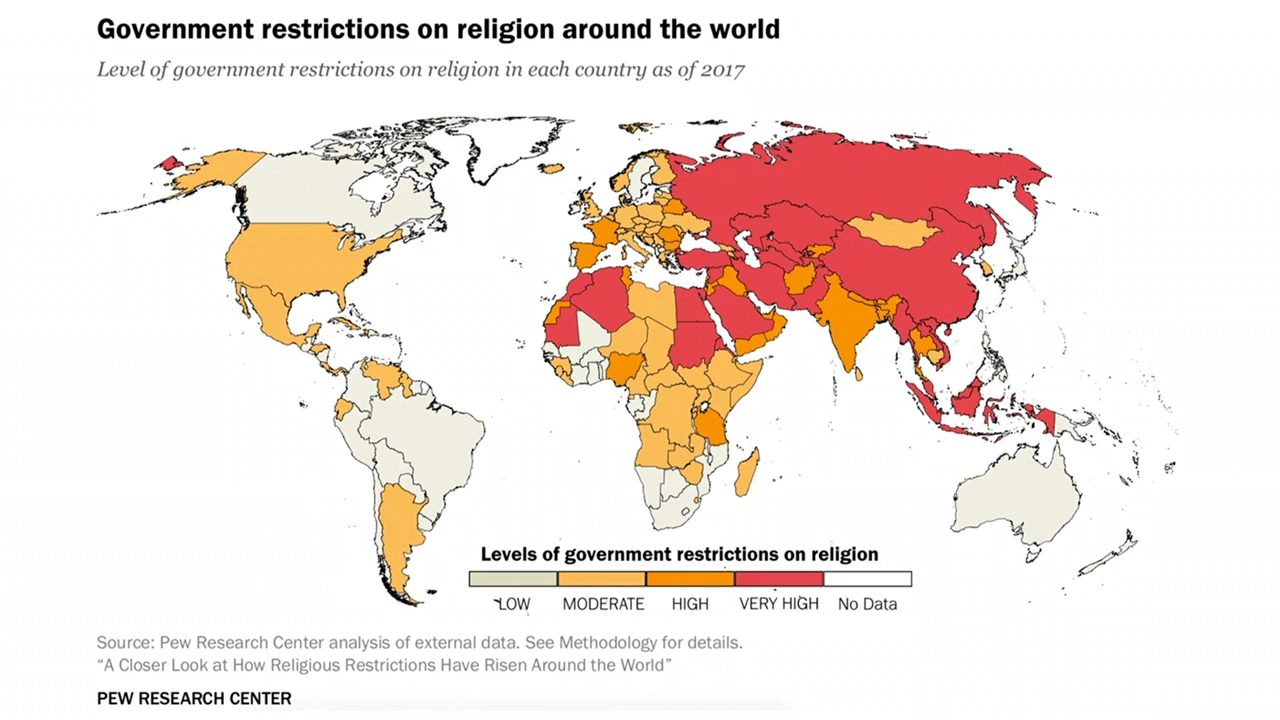 Government restrictions on religion around the world
Level of government restrictions on religion in each country as of 2017
Levels of government restrictions on religion
LOW MODERATE HIGH VERY HIGH No Data
Source: Pew Research Center analysis of external data. See Methodology for details.
“A Closer Look at How Religious Restrictions Have Risen Around the World”
PEW RESEARCH CENTER